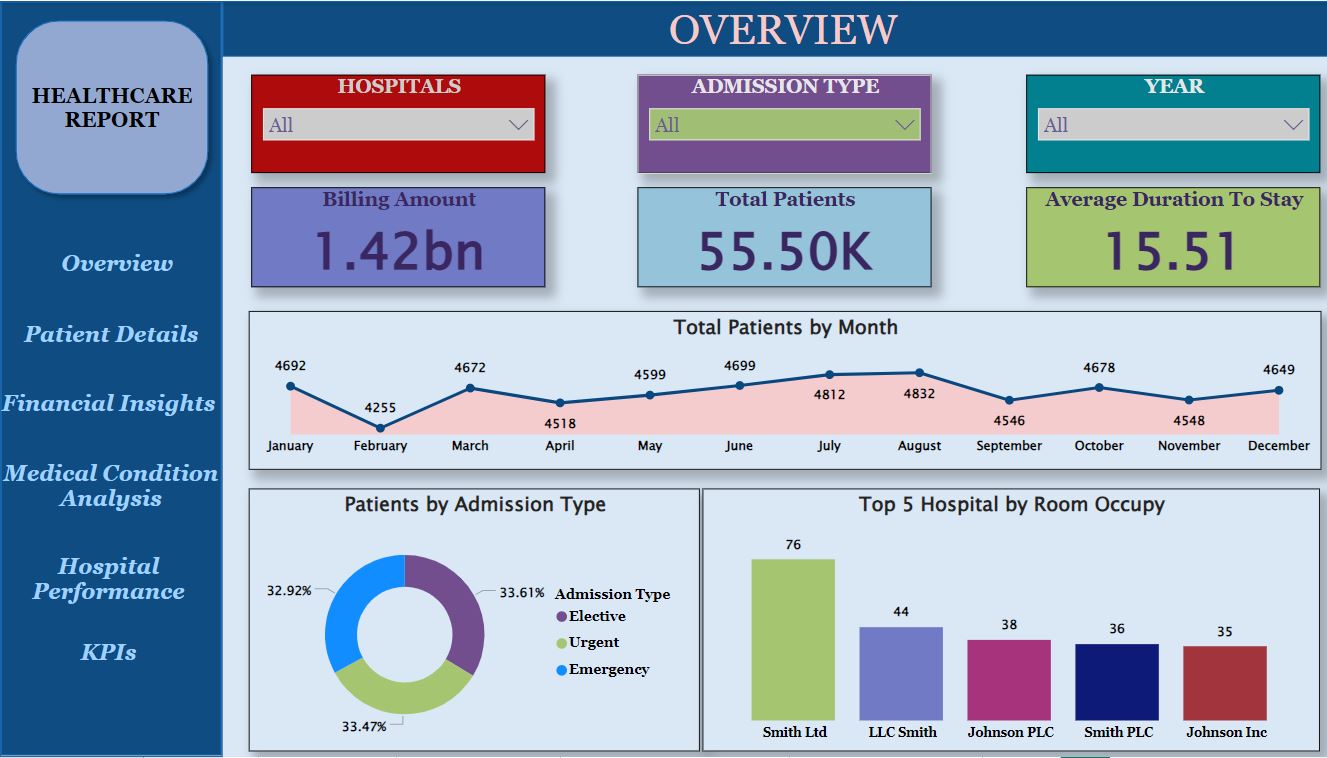 OVERVIEW
HEALTHCARE
REPORT
Overview
Patient Details
Financial Insights
Medical Condition
Analysis
Hospital
Performance
KPIs
HOSPITALS
All
ADMISSION TYPE
All
YEAR
All
Billing Amount
1.42bn
Total Patients
55.50K
Average Duration To Stay
15.51
Total Patients by Month
4692
4255
4672
4518
4599
4699
4812
4832
4546
4678
4548
4649
January February March April May June July August September October November December
Patients by Admission Type
32.92%
33.61%
33.47%
Admission Type
Elective
Urgent
Emergency
Top 5 Hospital by Room Occupy
76
44
38
36
35
Smith Ltd LLC Smith Johnson PLC Smith PLC Johnson Inc